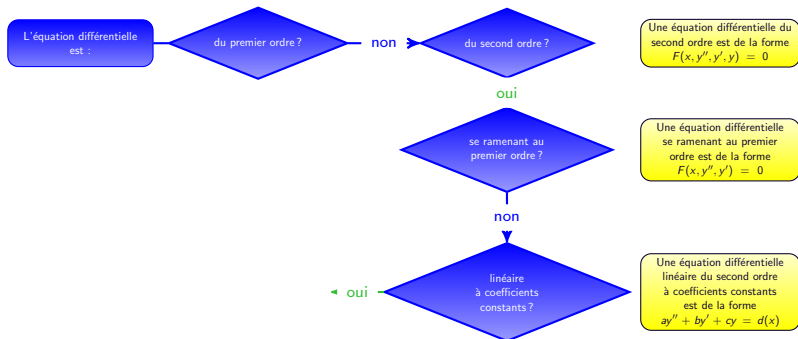 L'équation différentielle
est :
du premier ordre ?
non
du second ordre ?
Une équation différentielle du
second ordre est de la forme
F(x, y″, y′, y) = 0
oui
se ramenant au
premier ordre ?
Une équation différentielle
se ramenant au premier
ordre est de la forme
F(x, y″, y′) = 0
non
oui
linéaire
à coefficients
constants ?
Une équation différentielle
linéaire du second ordre
à coefficients constants
est de la forme
ay″ + by′ + cy = d(x)